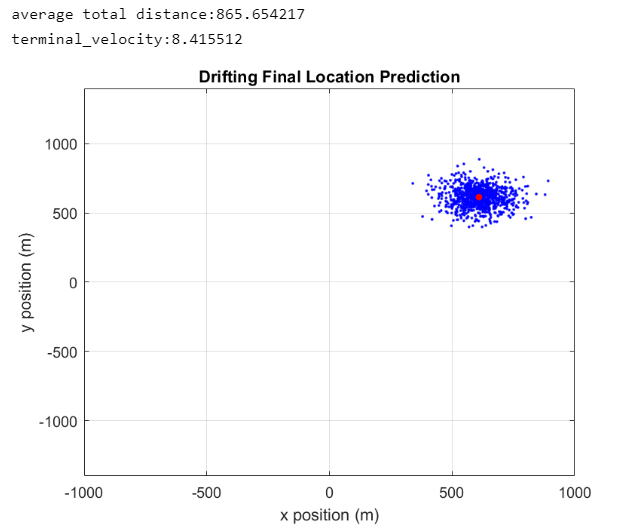 average total distance:865.654217
terminal_velocity:8.415512
Drifting Final Location Prediction
1000
500
0
-500
-1000
y position (m)
-1000 -500 0 500 1000
x position (m)